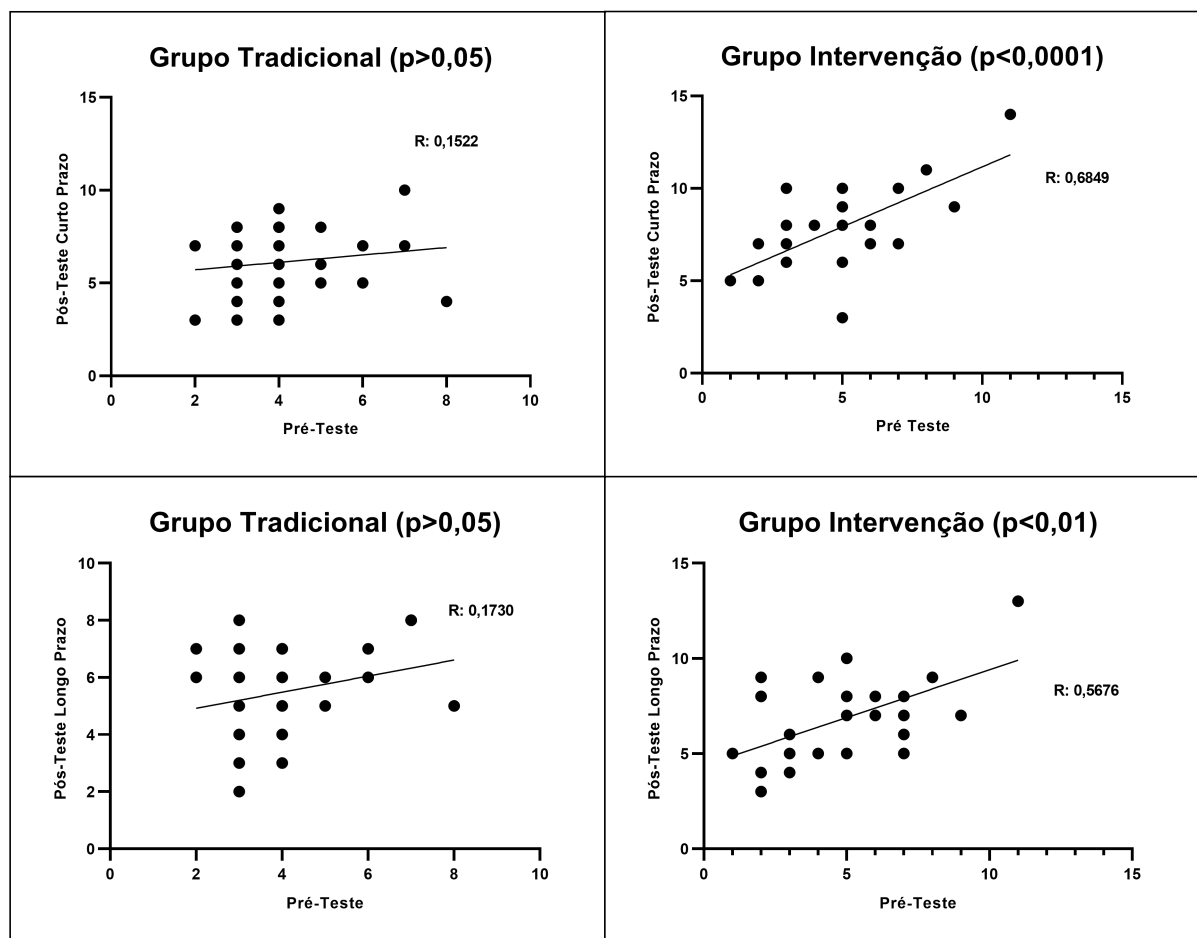 Grupo Tradicional (p>0,05)
15
10
5
0
0
2
4
6
8
10
R: 0,1522
Pós-Teste Curto Prazo
Pré-Teste
Grupo Intervenção (p<0,0001)
15
10
5
0
0
5
10
15
R: 0,6849
Pós-Teste Curto Prazo
Pré Teste
Grupo Tradicional (p>0,05)
10
8
6
4
2
0
0
2
4
6
8
10
R: 0,1730
Pós-Teste Longo Prazo
Pré-Teste
Grupo Intervenção (p<0,01)
15
10
5
0
0
5
10
15
R: 0,5676
Pós-Teste Longo Prazo
Pré-Teste